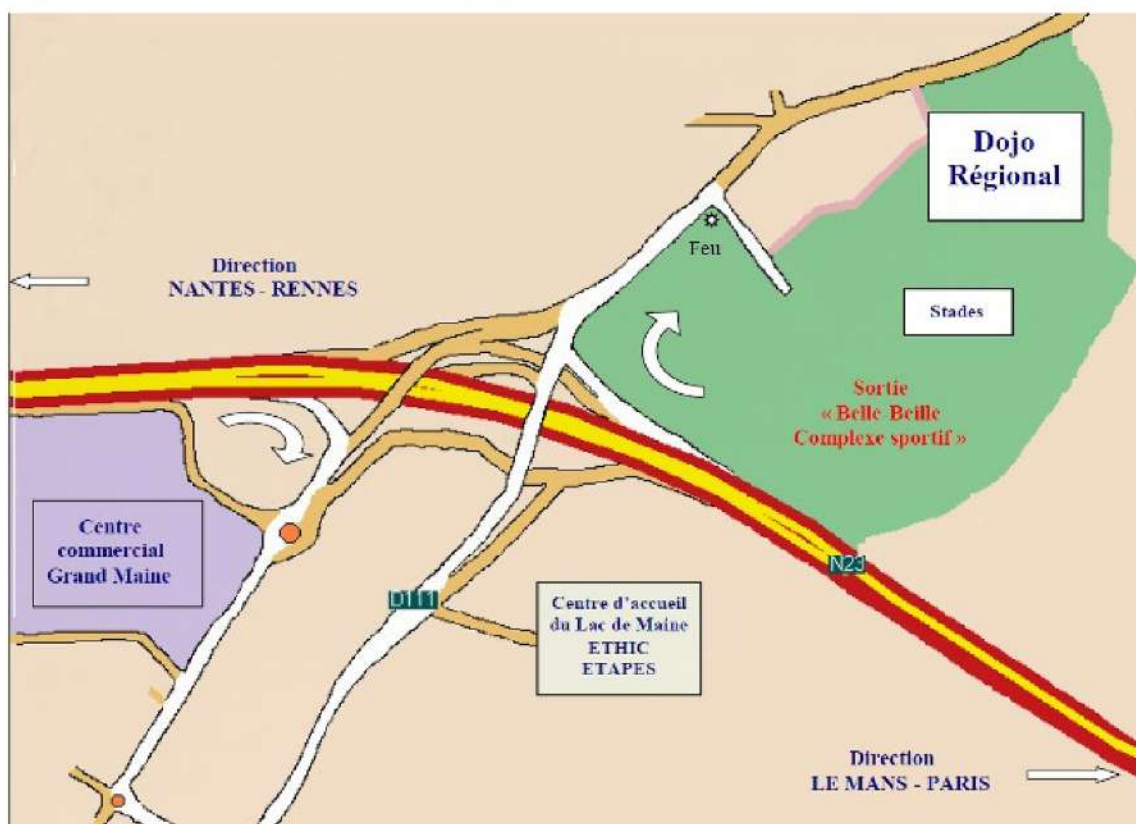 Dojo
Régional
Feu
Direction
NANTES - RENNES
Stades
Sortie
« Belle-Beille
Complexe sportif »
Centre
commercial
Grand Maine
N23
D111
Centre d'accueil
du Lac de Maine
ETHIC
ETAPES
Direction
LE MANS - PARIS